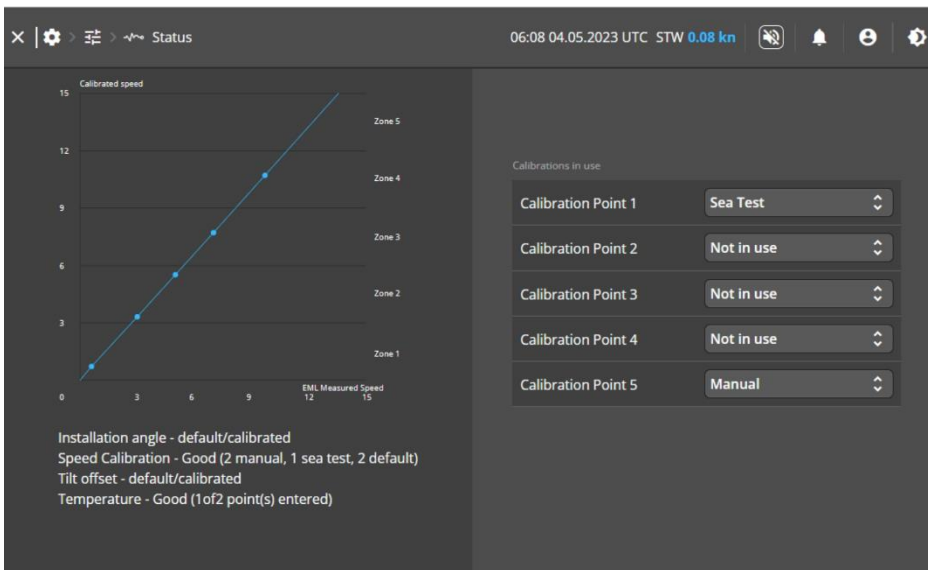 Status
06:08 04.05.2023 UTC STW 0.08 kn
Calibrated speed
15
12
9
6
3
0
Zone 5
Zone 4
Zone 3
Zone 2
Zone 1
EML Measured Speed
0 3 6 9 12 15
Installation angle - default/calibrated
Speed Calibration - Good (2 manual, 1 sea test, 2 default)
Tilt offset - default/calibrated
Temperature - Good (1of2 point(s) entered)
Calibrations in use
Calibration Point 1 Sea Test
Calibration Point 2 Not in use
Calibration Point 3 Not in use
Calibration Point 4 Not in use
Calibration Point 5 Manual